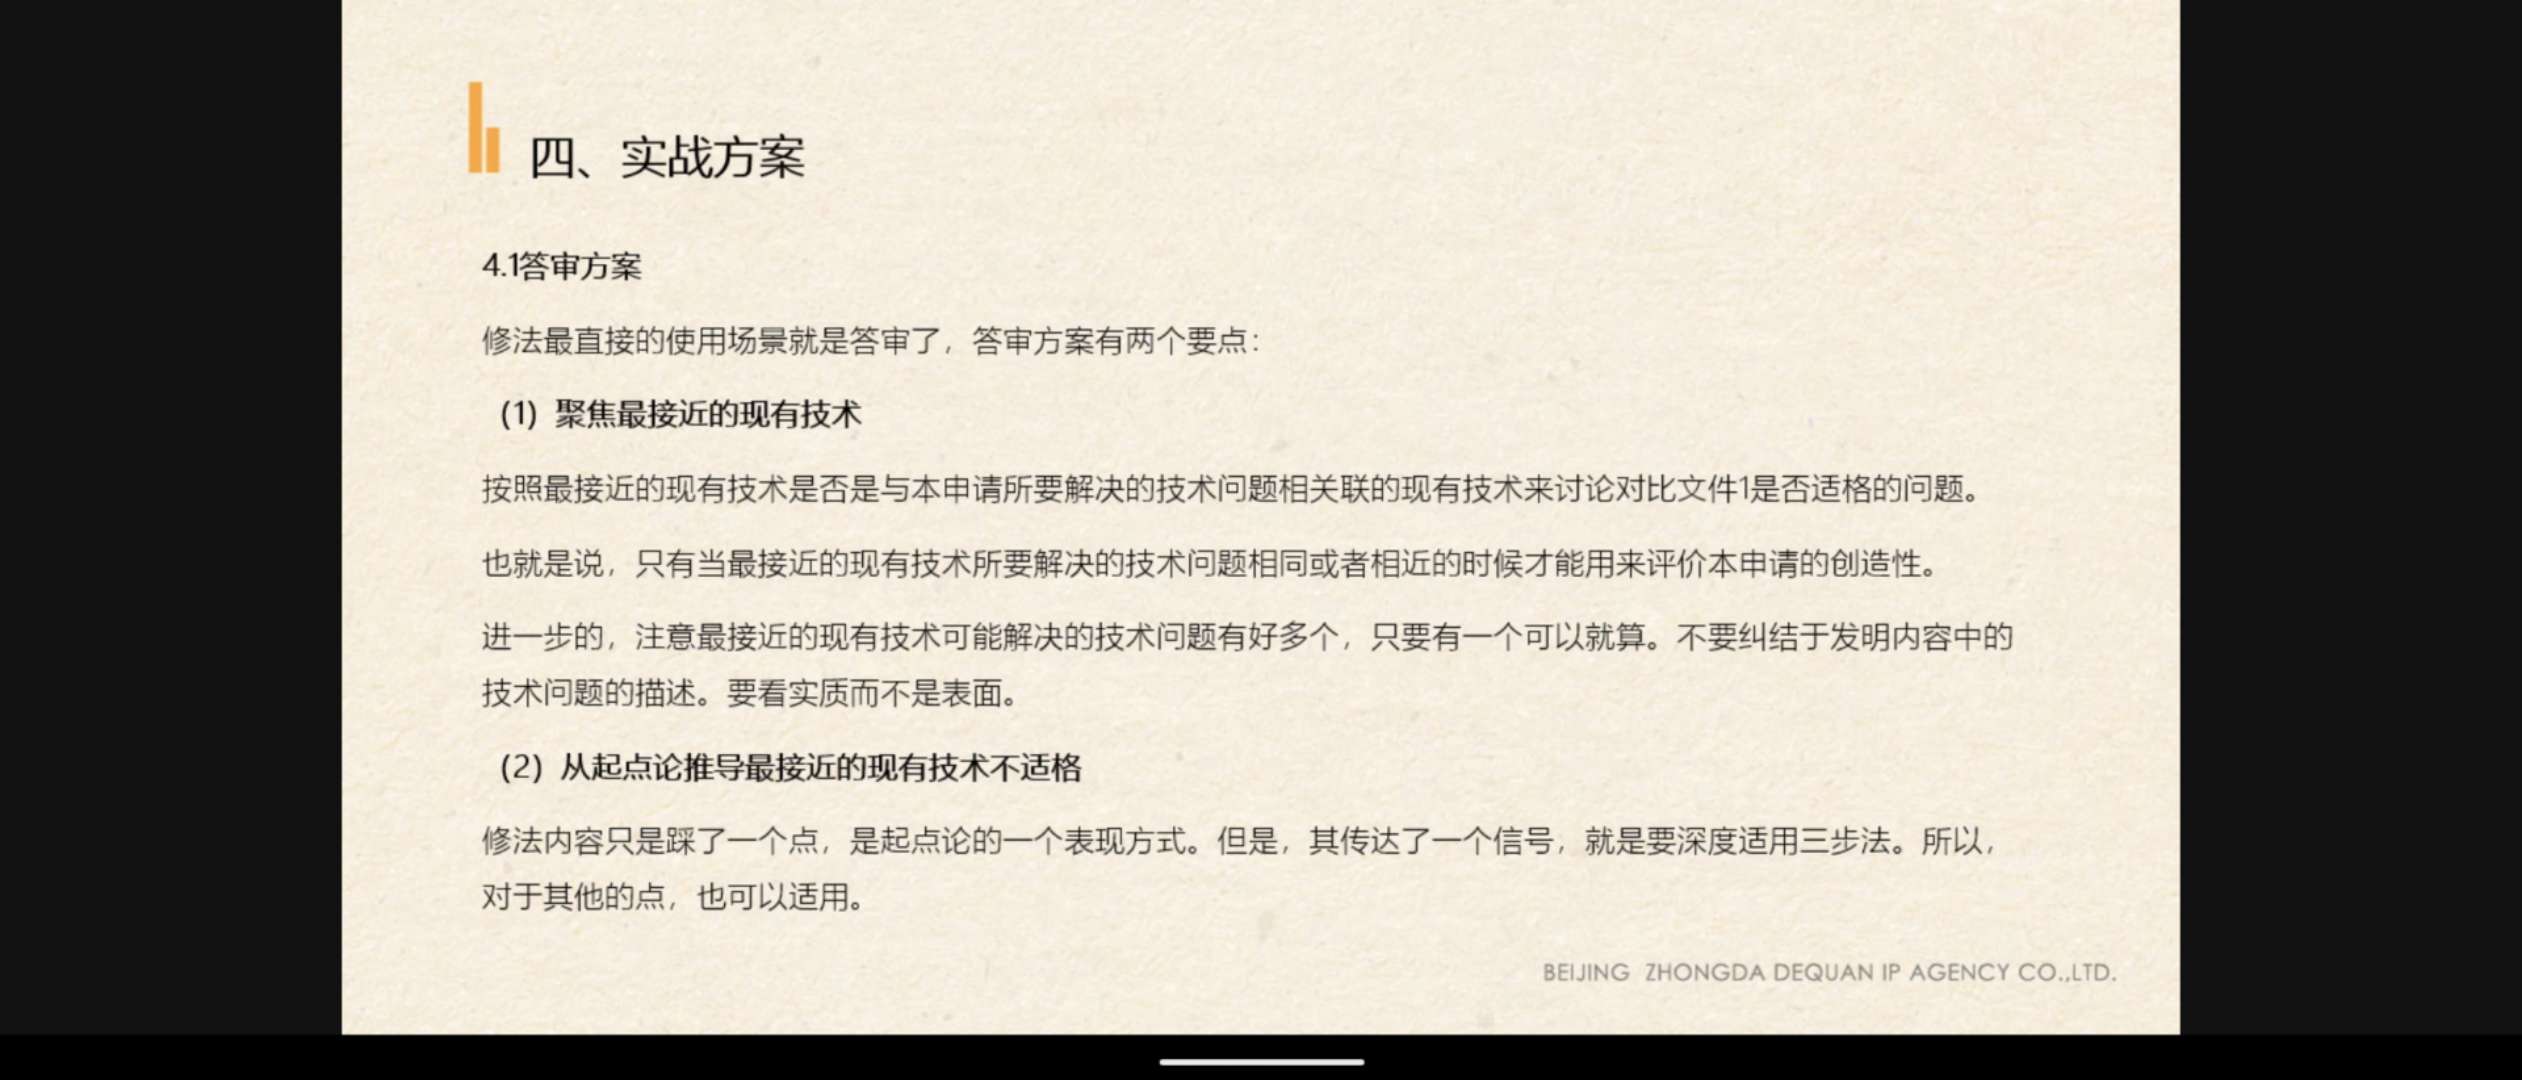 四、实战方案
4.1答审方案
修法最直接的使用场景就是答审了，答审方案有两个要点：
（1）聚焦最接近的现有技术
按照最接近的现有技术是否是与本申请所要解决的技术问题相关联的现有技术来讨论对比文件1是否适格的问题。
也就是说，只有当最接近的现有技术所要解决的技术问题相同或者相近的时候才能用来评价本申请的创造性。
进一步的，注意最接近的现有技术可能解决的技术问题有好多个，只要有一个可以就算。不要纠结于发明内容中的
技术问题的描述。要看实质而不是表面。
（2）从起点论推导最接近的现有技术不适格
修法内容只是踩了一个点，是起点论的一个表现方式。但是，其传达了一个信号，就是要深度适用三步法。所以，
对于其他的点，也可以适用。
BEIJING ZHONGDA DEQUAN IP AGENCY CO.,LTD.